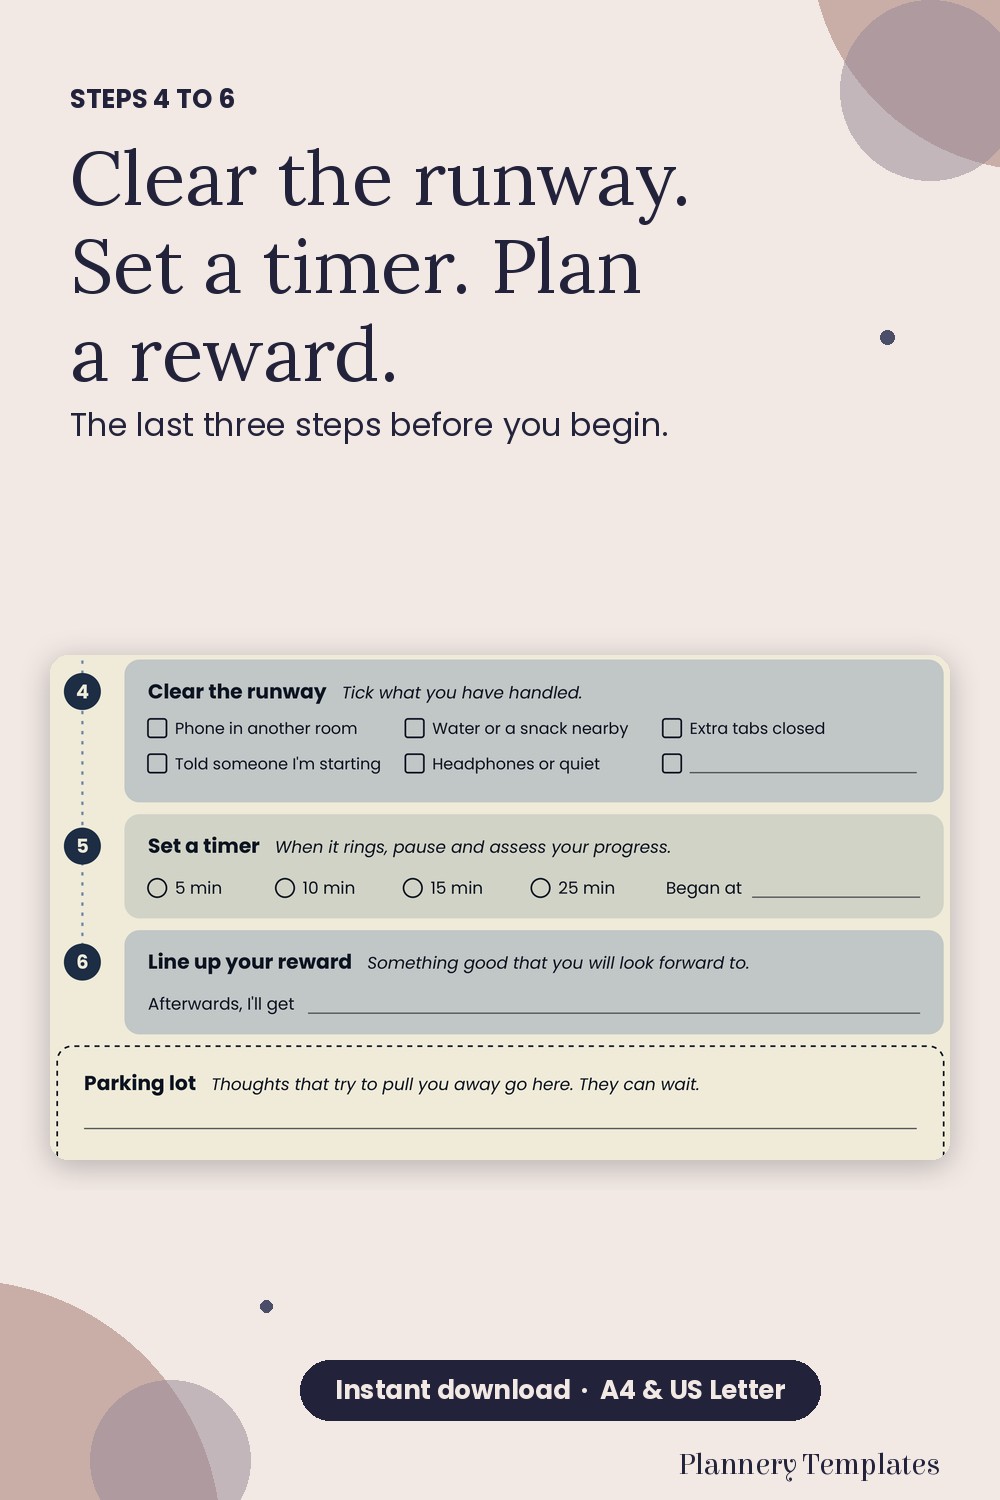 STEPS 4 TO 6
Clear the runway.
Set a timer. Plan
a reward.
The last three steps before you begin.
4
Clear the runway Tick what you have handled.
Phone in another room Water or a snack nearby Extra tabs closed
Told someone I'm starting Headphones or quiet
5
Set a timer When it rings, pause and assess your progress.
5 min 10 min 15 min 25 min Began at
6
Line up your reward Something good that you will look forward to.
Afterwards, I'll get
Parking lot Thoughts that try to pull you away go here. They can wait.
Instant download · A4 & US Letter
Plannery Templates